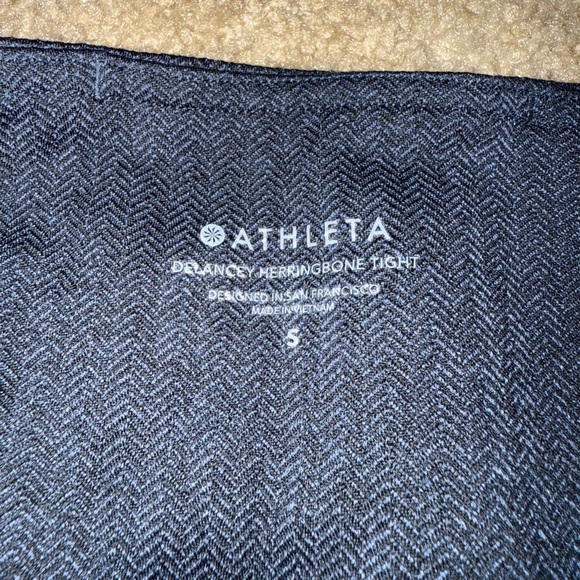 ATHLETA
DELANCEY HERRINGBONE TIGHT
DESIGNED IN SAN FRANCISCO
MADE IN VIETNAM
S